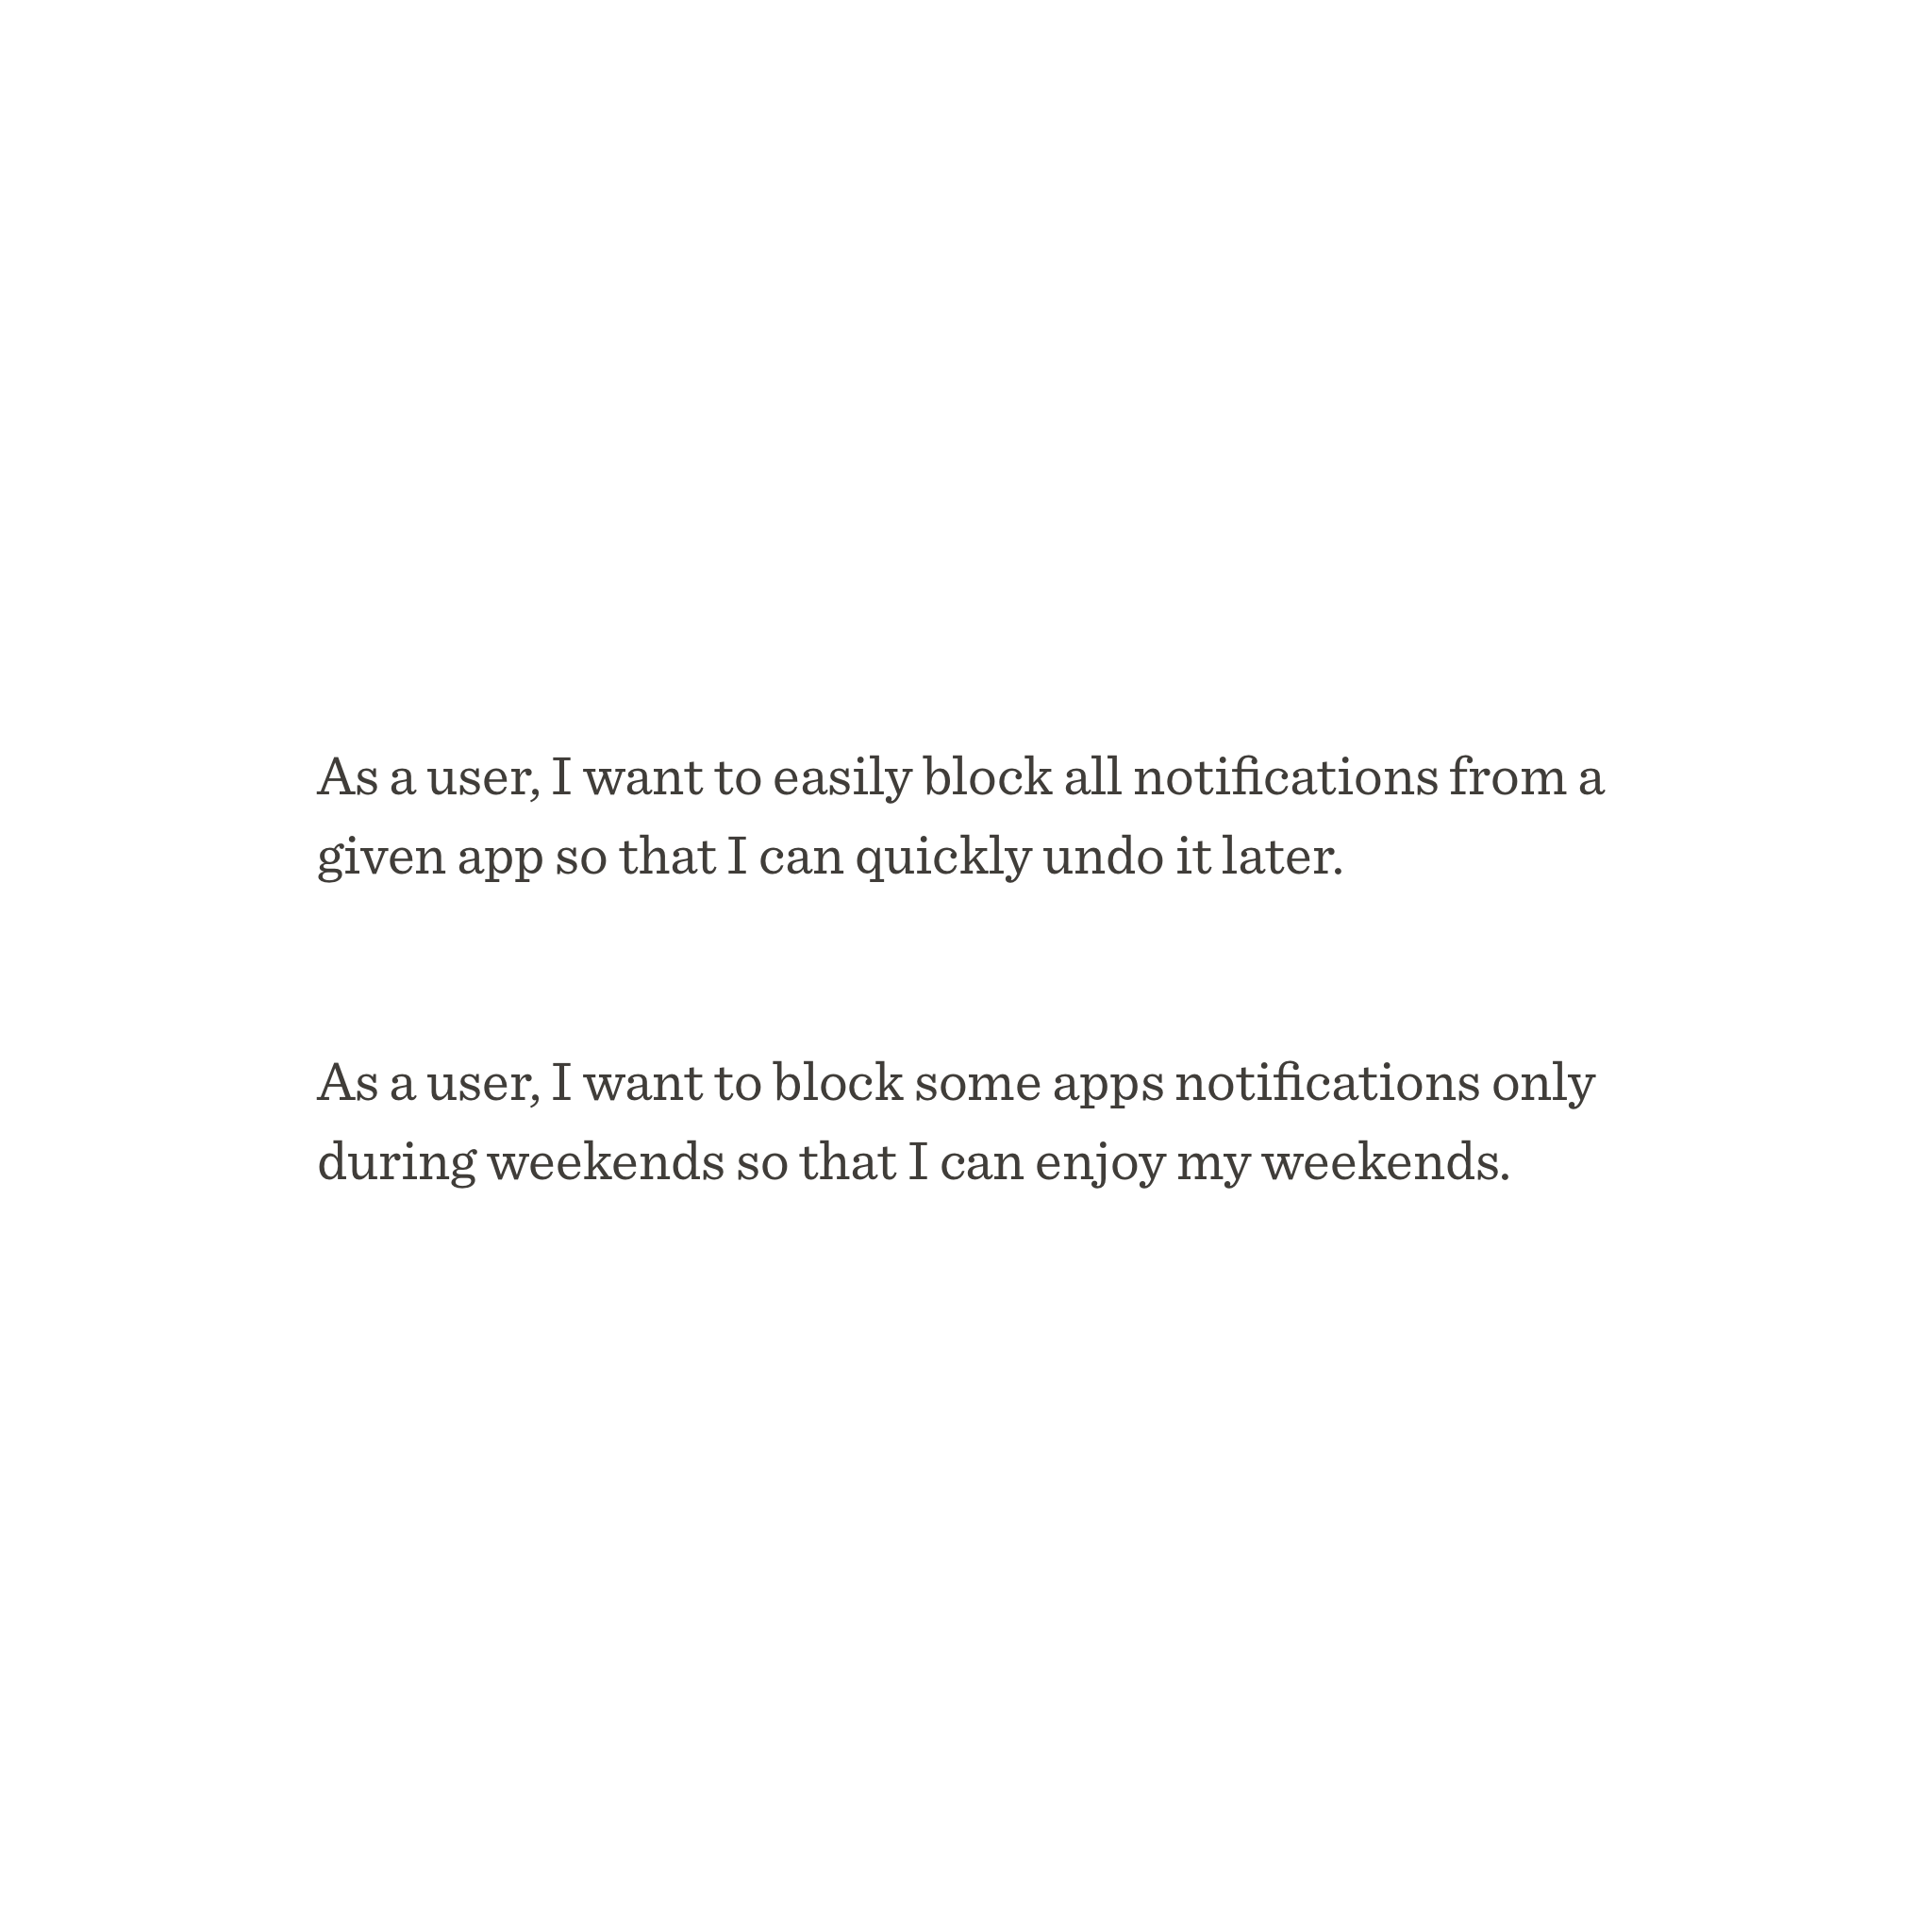 As a user, I want to easily block all notifications from a
given app so that I can quickly undo it later.
As a user, I want to block some apps notifications only
during weekends so that I can enjoy my weekends.